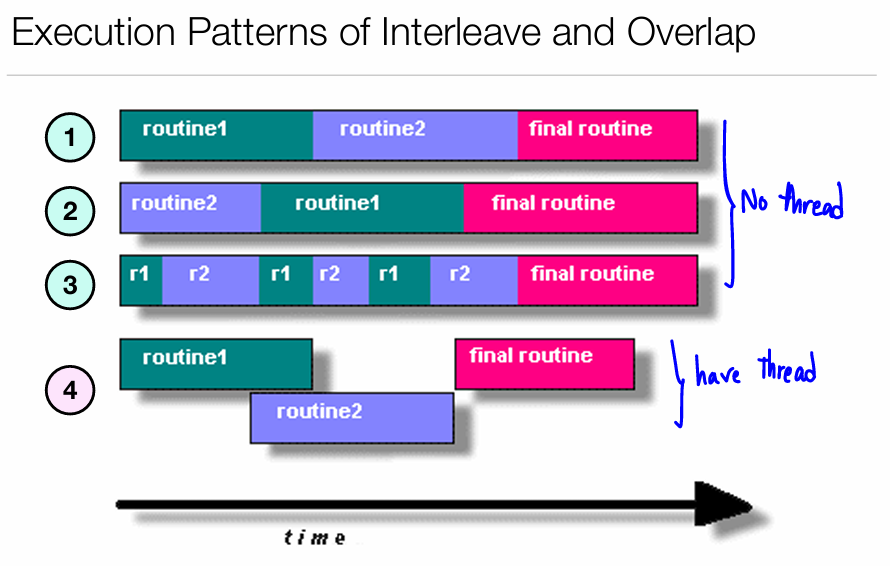 Execution Patterns of Interleave and Overlap
1
routine1 routine2 final routine
2
routine2 routine1 final routine
No thread
3
r1 r2 r1 r2 r1 r2 final routine
4
routine1 final routine
have thread
routine2
time